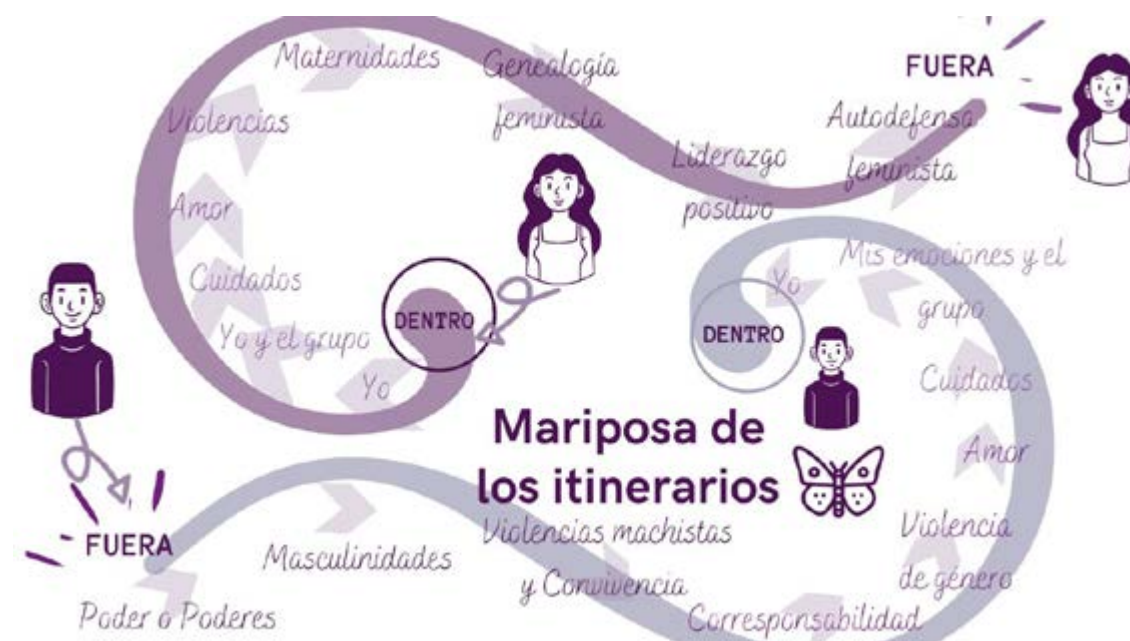 Maternidades
Genealogía
feminista
FUERA
Violencias
Autodefensa
feminista
Liderazgo
positivo
Amor
Mis emociones y el
grupo
Yo
Cuidados
DENTRO
Yo y el grupo
Yo
DENTRO
Cuidados
Mariposa de
los itinerarios
Amor
Violencias machistas
y Convivencia
Violencia
de género
FUERA
Masculinidades
Poder o Poderes
Corresponsabilidad